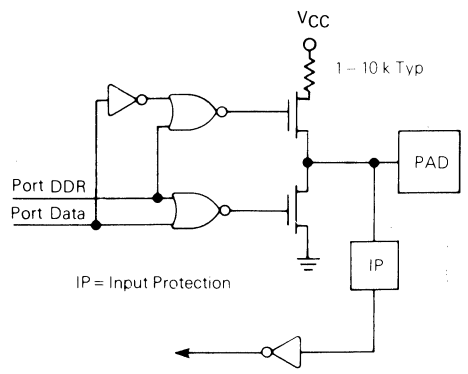 VCC
1 – 10 k Typ
PAD
Port DDR
Port Data
IP = Input Protection
IP